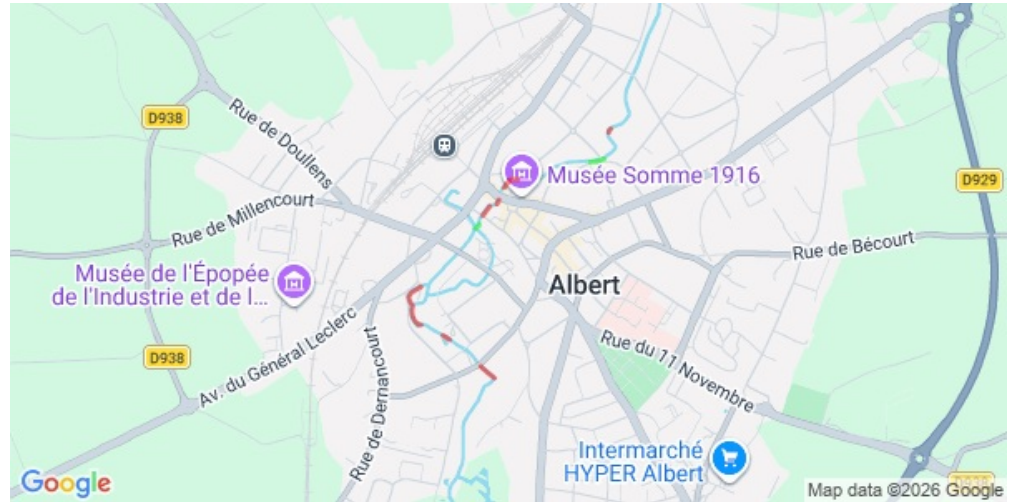 D938
Rue de Doullens
Musée Somme 1916
D929
Rue de Millencourt
Rue de Bécourt
Musée de l'Épopée
de l'Industrie et de l...
Albert
D938
Av. du Général Leclerc
Rue de Dernancourt
Rue du 11 Novembre
Intermarché
HYPER Albert
Google
Map data ©2026 Google